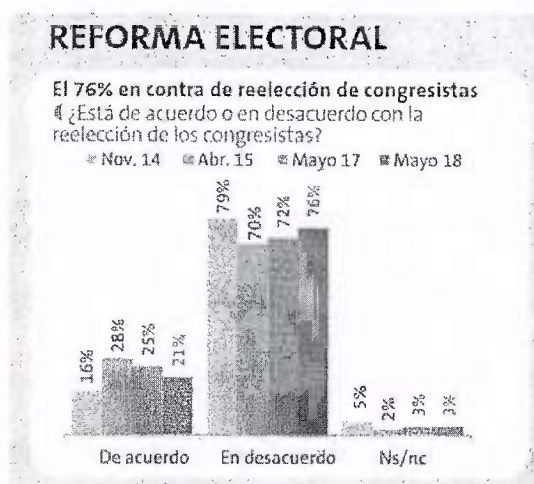 REFORMA ELECTORAL
El 76% en contra de reelección de congresistas
¿Está de acuerdo o en desacuerdo con la
reelección de los congresistas?
Nov. 14 Abr. 15 Mayo 17 Mayo 18
16% 28% 25% 21% 79% 70% 72% 76% 5% 2% 3% 3%
De acuerdo En desacuerdo Ns/nc